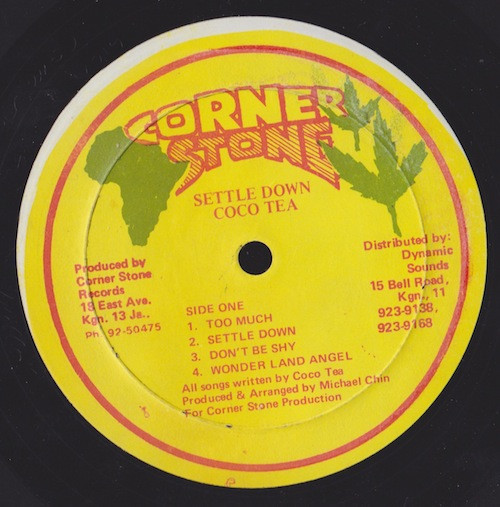 CORNER
STONE
SETTLE DOWN
COCO TEA
Produced by
Corner Stone
Records
13 East Ave.
Kgn. 13 Ja..
Ph. 92-50475
Distributed by:
Dynamic
Sounds
15 Bell Road,
Kgn., 11
923-9138,
923-9168
SIDE ONE
1. TOO MUCH
2. SETTLE DOWN
3. DON'T BE SHY
4. WONDER LAND ANGEL
All songs written by Coco Tea
Produced & Arranged by Michael Chin
For Corner Stone Production